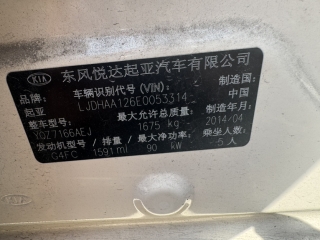 KIA 东风悦达起亚汽车有限公司
品牌: 车辆识别代号 (VIN): 制造国:
起亚 LJDHAA126E0053314 中国
整车型号: 最大允许总质量: 制造年月:
YQZ7166AEJ 1675 kg 2014/04
发动机型号 / 排量 / 最大净功率: 乘坐人数:
G4FC 1591 ml 90 kW 5人